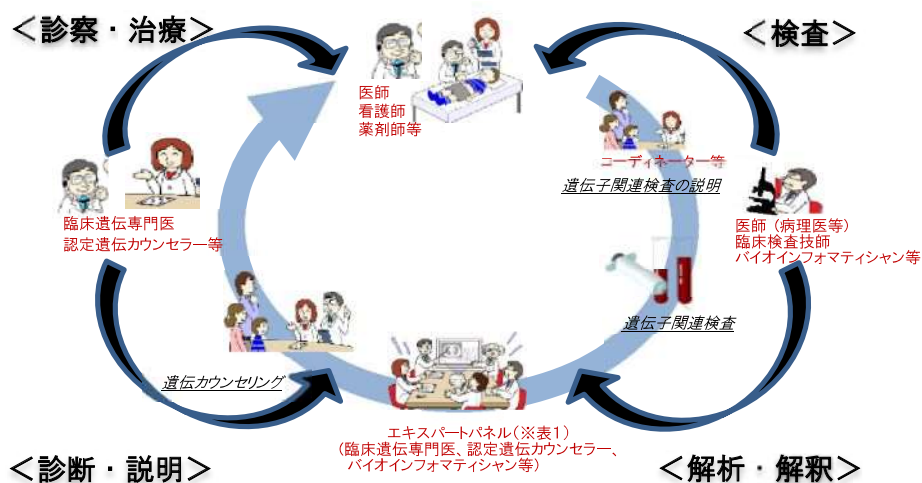 ＜診察・治療＞
＜検査＞
医師
看護師
薬剤師等
コーディネーター等
遺伝子関連検査の説明
臨床遺伝専門医
認定遺伝カウンセラー等
医師（病理医等）
臨床検査技師
バイオインフォマティシャン等
遺伝子関連検査
遺伝カウンセリング
エキスパートパネル（※表１）
（臨床遺伝専門医、認定遺伝カウンセラー、
バイオインフォマティシャン等）
＜診断・説明＞
＜解析・解釈＞